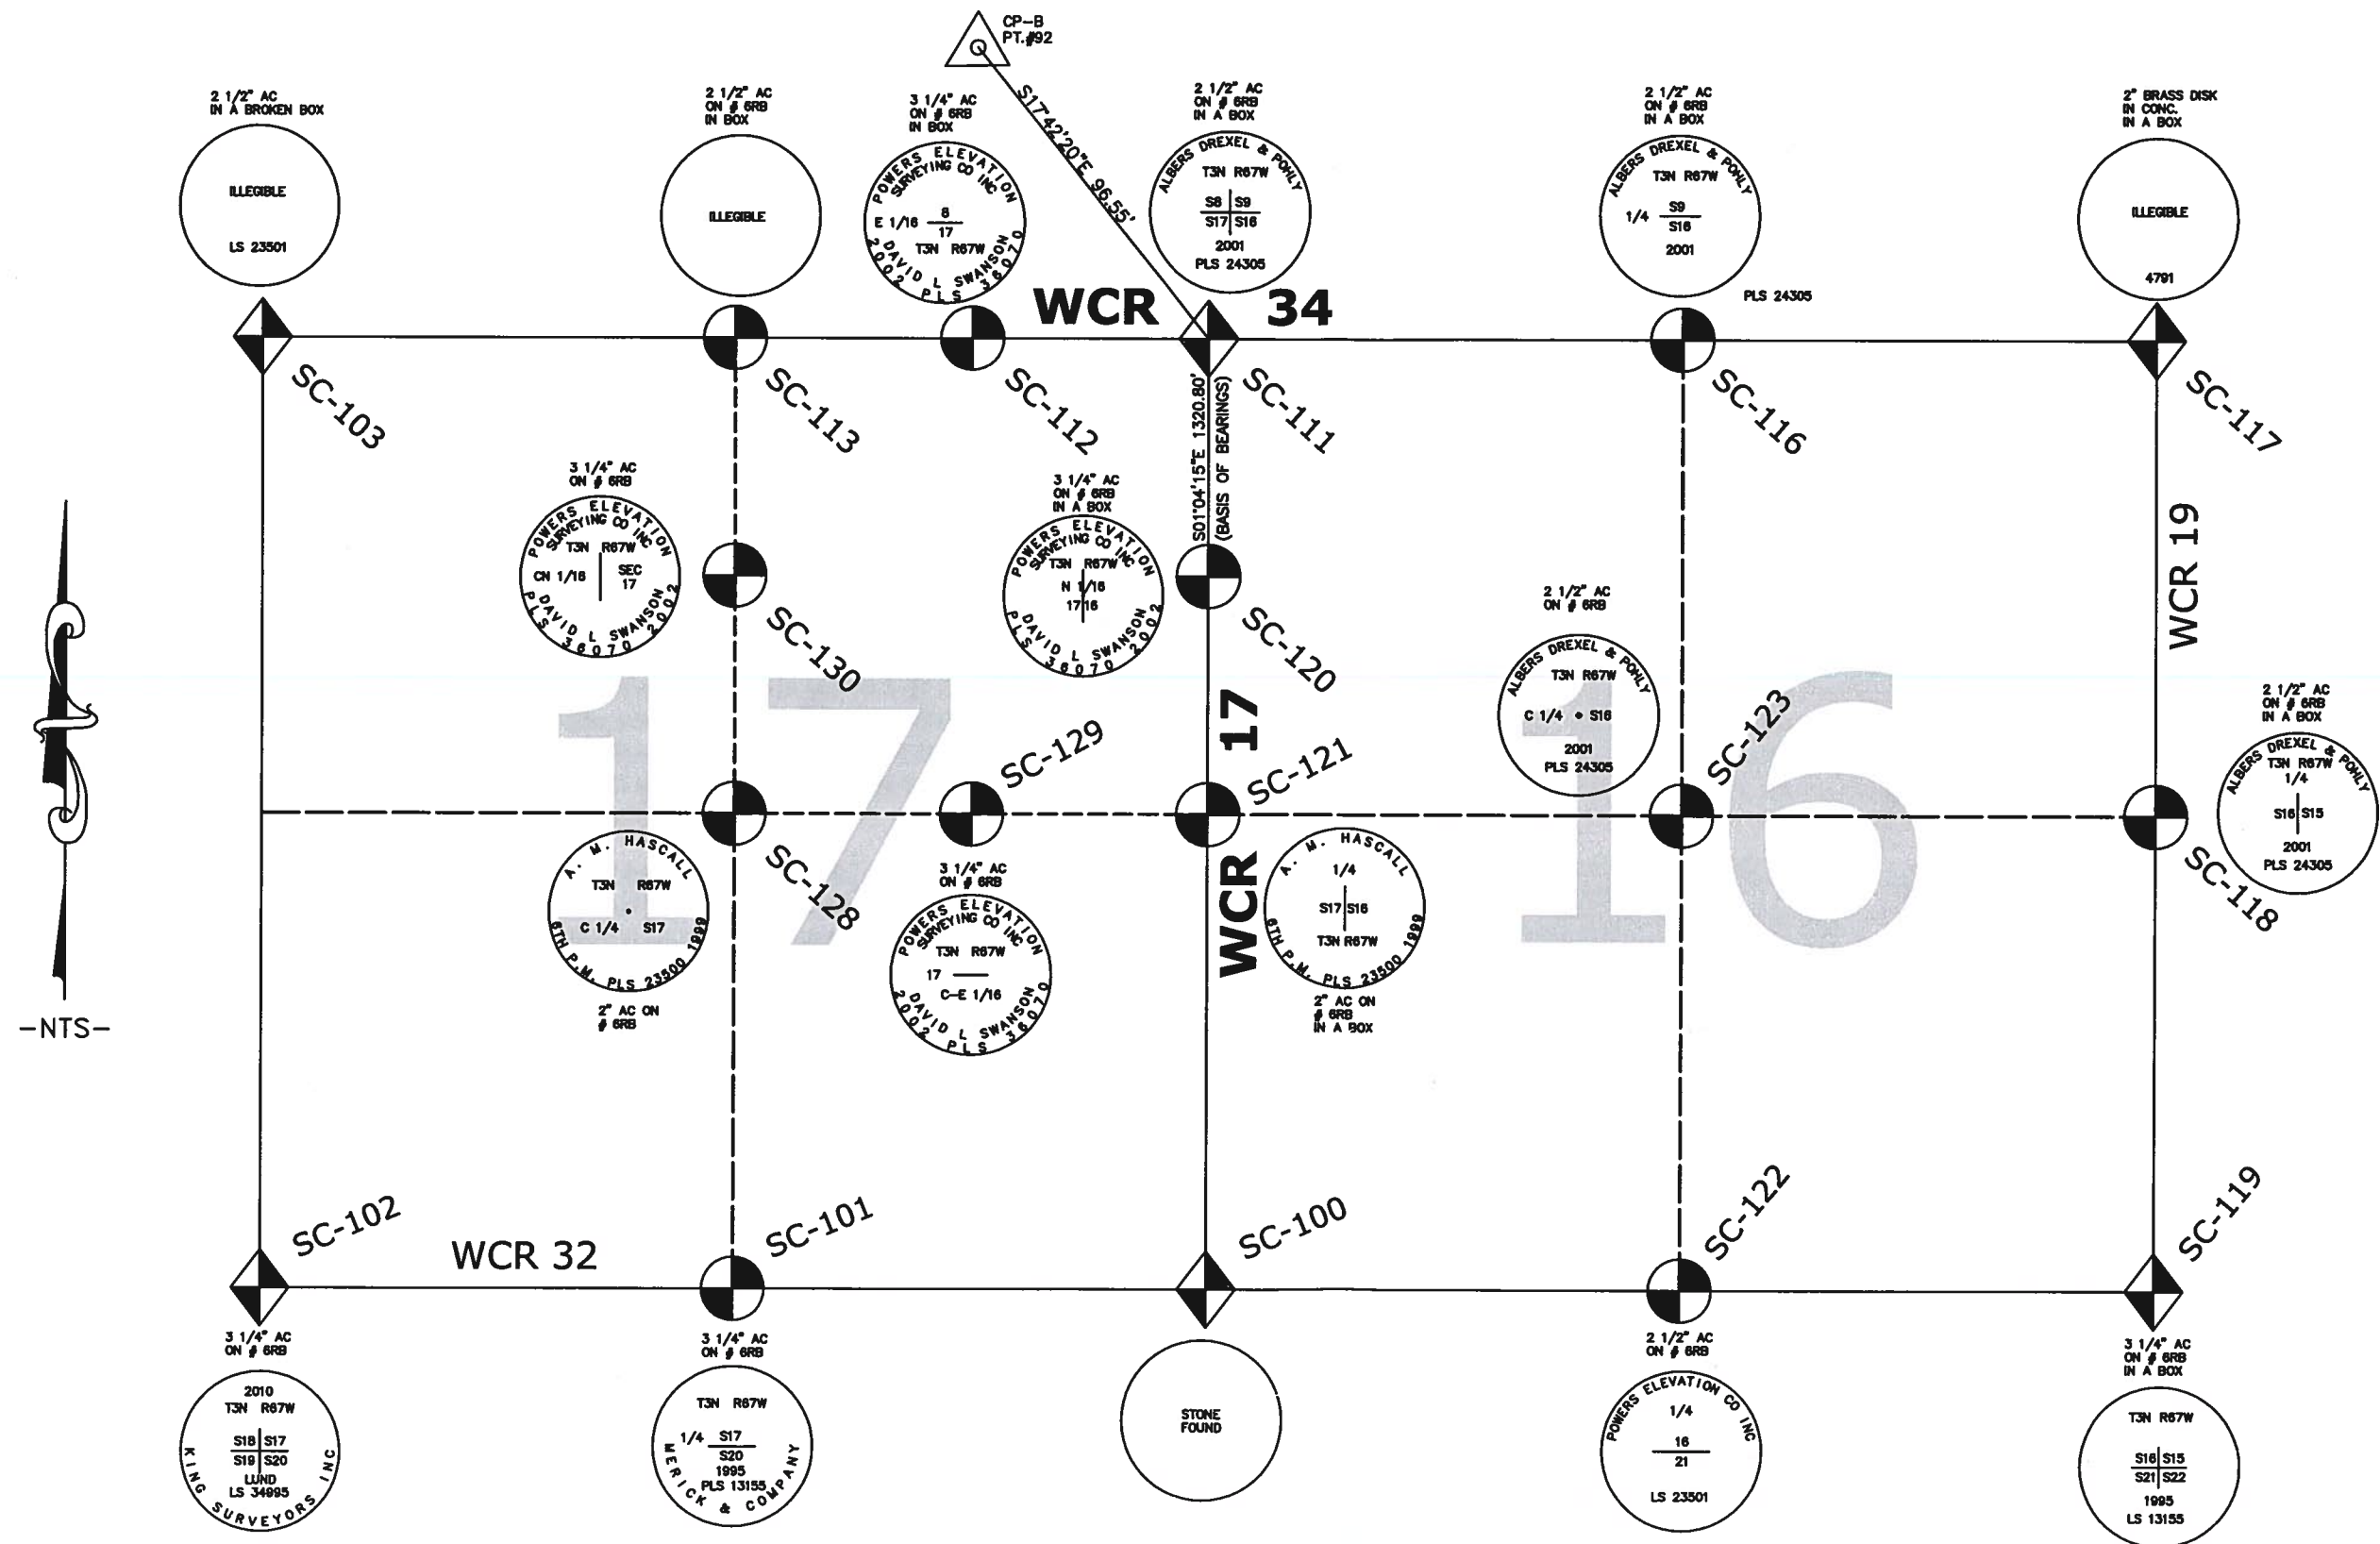 CP-B
PT.#92
S17°42'20"E 96.55'
2 1/2" AC
IN A BROKEN BOX
ILLEGIBLE
LS 23501
2 1/2" AC
ON # 6RB
IN BOX
ILLEGIBLE
3 1/4" AC
ON # 6RB
IN BOX
POWERS ELEVATION
SURVEYING CO INC
E 1/16
8
17
T3N R67W
DAVID L SWANSON
2002 PLS 36070
2 1/2" AC
ON # 6RB
IN A BOX
ALBERS DREXEL & POHLY
T3N R67W
S8 S9
S17 S16
2001
PLS 24305
2 1/2" AC
ON # 6RB
IN A BOX
ALBERS DREXEL & POHLY
T3N R67W
1/4
S9
S16
2001
PLS 24305
2" BRASS DISK
IN CONC.
IN A BOX
ILLEGIBLE
4791
WCR 34
SC-103
SC-113
SC-112
SC-111
SC-116
SC-117
S01°04'15"E 1320.80'
(BASIS OF BEARINGS)
WCR 19
3 1/4" AC
ON # 6RB
POWERS ELEVATION
SURVEYING CO INC
T3N R67W
CN 1/16
SEC
17
DAVID L SWANSON
PLS 36070 2002
3 1/4" AC
ON # 6RB
IN A BOX
POWERS ELEVATION
SURVEYING CO INC
T3N R67W
N 1/16
17 16
DAVID L SWANSON
PLS 36070 2002
SC-130
SC-120
2 1/2" AC
ON # 6RB
ALBERS DREXEL & POHLY
T3N R67W
C 1/4 • S16
2001
PLS 24305
17
16
SC-129
WCR 17
SC-121
SC-123
2 1/2" AC
ON # 6RB
IN A BOX
ALBERS DREXEL & POHLY
T3N R67W
1/4
S16 S15
2001
PLS 24305
SC-128
SC-118
A. M. HASCALL
T3N R67W
C 1/4 S17
6TH P.M. PLS 23500 1999
2" AC ON
# 6RB
3 1/4" AC
ON # 6RB
POWERS ELEVATION
SURVEYING CO INC
T3N R67W
17
C-E 1/16
DAVID L SWANSON
2002 PLS 36070
A. M. HASCALL
1/4
S17 S16
T3N R67W
6TH P.M. PLS 23500 1999
2" AC ON
# 6RB
IN A BOX
-NTS-
SC-102
WCR 32
SC-101
SC-100
SC-122
SC-119
3 1/4" AC
ON # 6RB
2010
T3N R67W
S18 S17
S19 S20
LUND
LS 34995
KING SURVEYORS INC
3 1/4" AC
ON # 6RB
T3N R67W
1/4
S17
S20
1995
PLS 13155
MERICK & COMPANY
STONE
FOUND
2 1/2" AC
ON # 6RB
POWERS ELEVATION CO INC
1/4
16
21
LS 23501
3 1/4" AC
ON # 6RB
IN A BOX
T3N R67W
S16 S15
S21 S22
1995
LS 13155